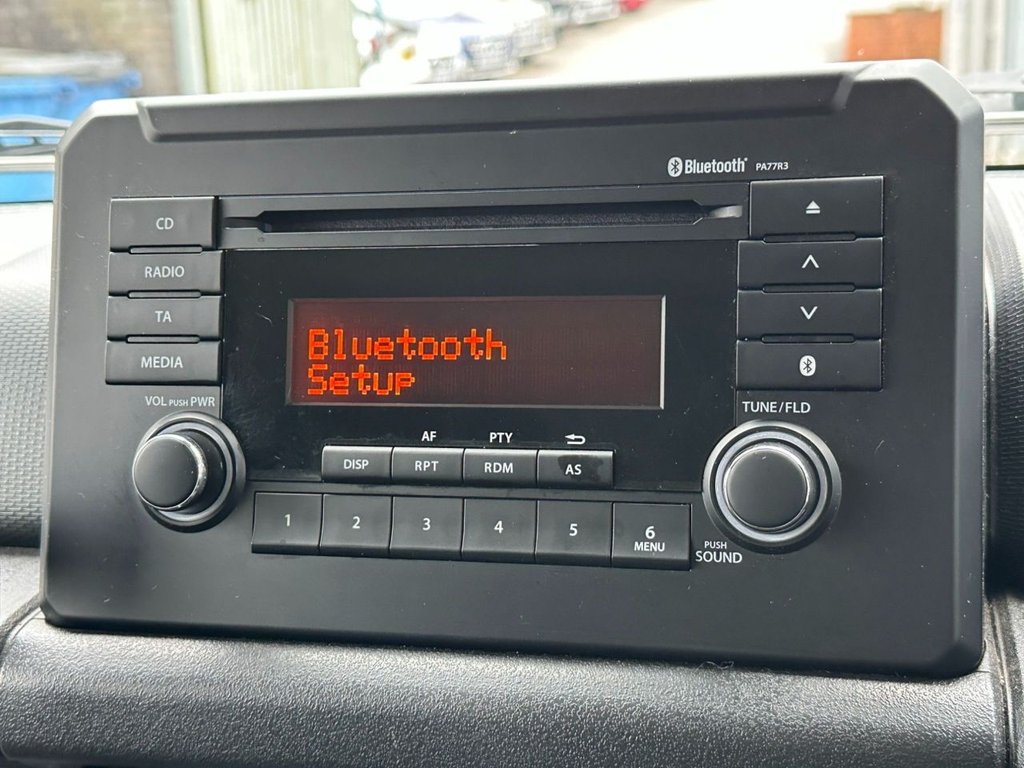 Bluetooth PA77R3
CD
RADIO
TA
MEDIA
VOL PUSH PWR
Bluetooth
Setup
TUNE/FLD
AF PTY
DISP RPT RDM AS
1 2 3 4 5 6
MENU
PUSH
SOUND